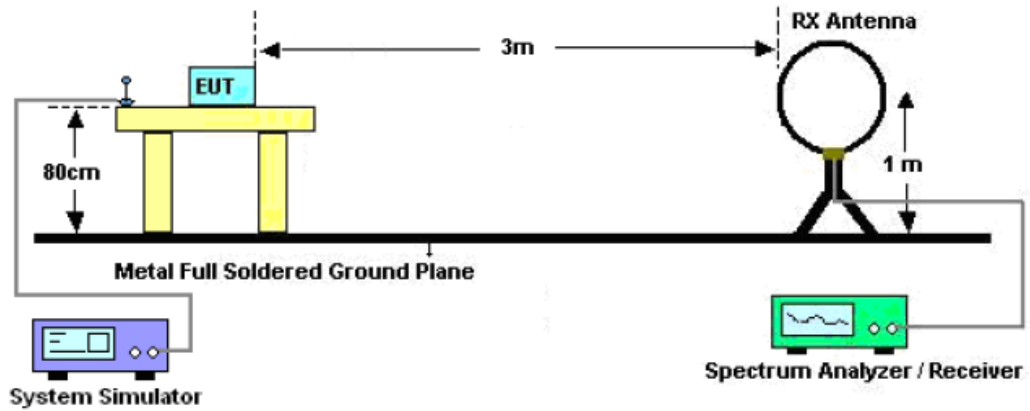 RX Antenna
3m
EUT
80cm
1 m
Metal Full Soldered Ground Plane
System Simulator
Spectrum Analyzer / Receiver